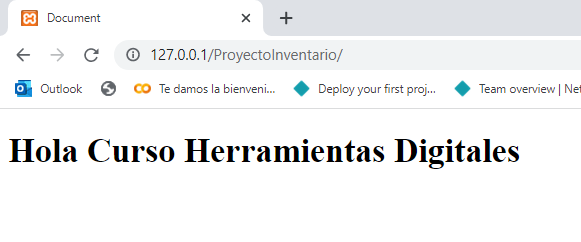 Document
127.0.0.1/ProyectoInventario/
Outlook Te damos la bienveni... Deploy your first proj... Team overview | Net
Hola Curso Herramientas Digitales